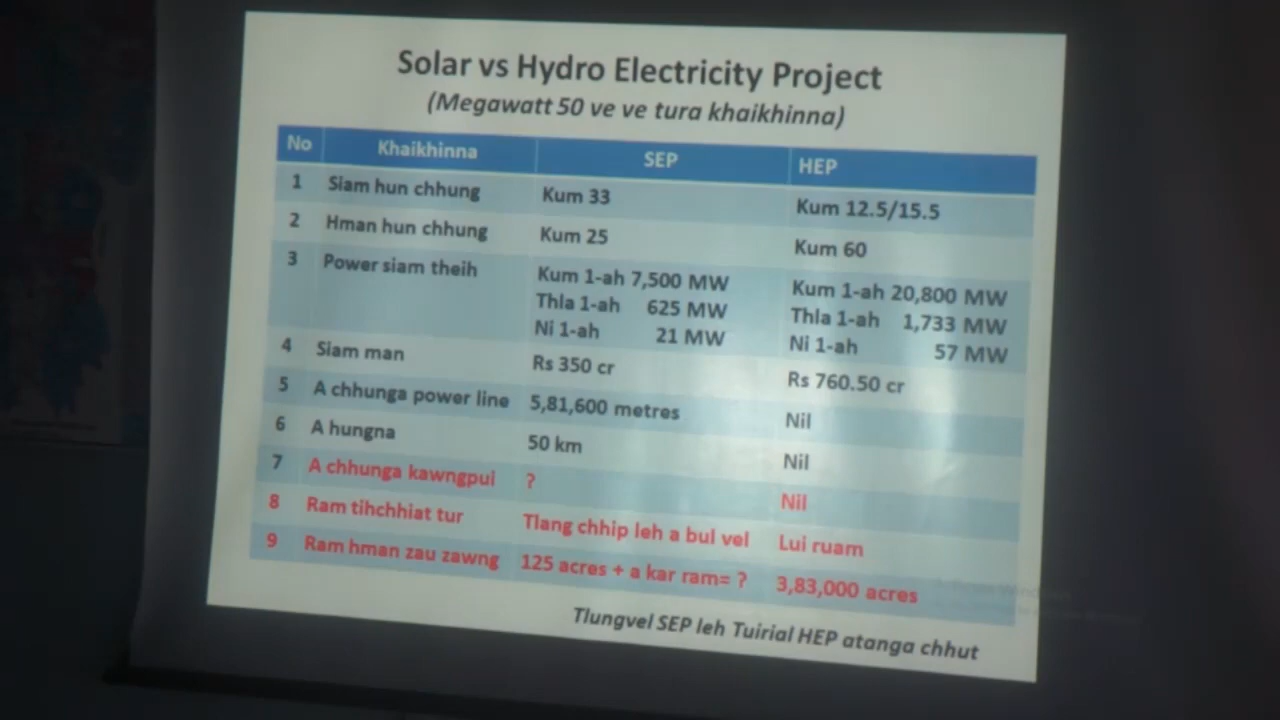 Solar vs Hydro Electricity Project
(Megawatt 50 ve ve tura khaikhinna)
No Khaikhinna SEP HEP
1 Siam hun chhung Kum 33 Kum 12.5/15.5
2 Hman hun chhung Kum 25 Kum 60
3 Power siam theih Kum 1-ah 7,500 MW Kum 1-ah 20,800 MW
Thla 1-ah 625 MW Thla 1-ah 1,733 MW
Ni 1-ah 21 MW Ni 1-ah 57 MW
4 Siam man Rs 350 cr Rs 760.50 cr
5 A chhunga power line 5,81,600 metres Nil
6 A hungna 50 km Nil
7 A chhunga kawngpui ? Nil
8 Ram tihchhiat tur Tlang chhip leh a bul vel Lui ruam
9 Ram hman zau zawng 125 acres + a kar ram= ? 3,83,000 acres
Tlungvel SEP leh Tuirial HEP atanga chhut